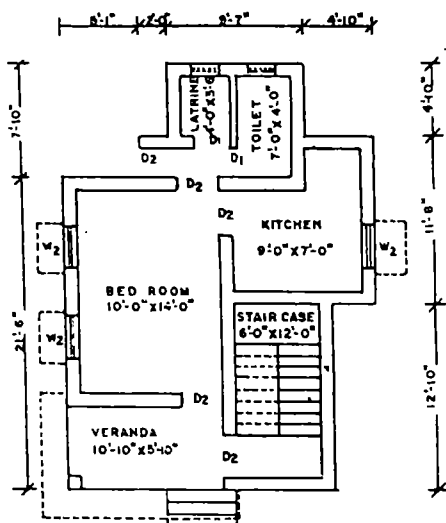 5'-1" 2'-0" 9'-7" 4'-10"
7'-10"
21'-6"
4'-10"
11'-8"
12'-10"
LATRINE
TOILET
7'-0"X4'-0"
D2
D1
D2
D2
KITCHEN
9'-0"X7'-0"
W2
W2
BED ROOM
10'-0"X14'-0"
W2
STAIR CASE
6'-0"X12'-0"
D2
VERANDA
10'-10"X5'-10"
D2